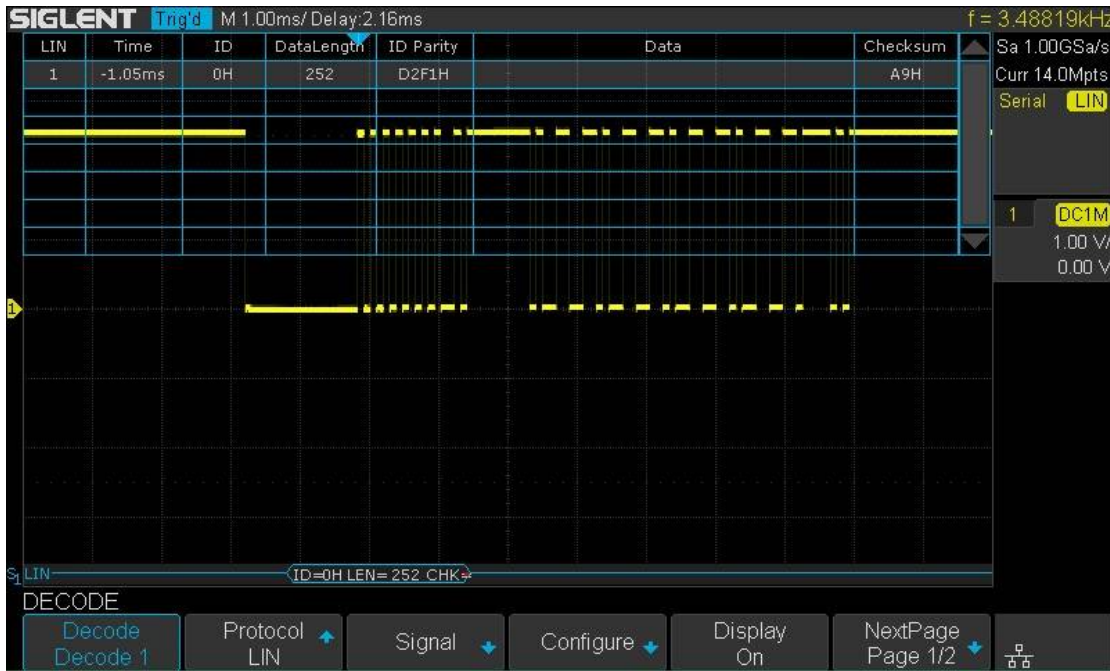 SIGLENT Trig'd M 1.00ms/ Delay:2.16ms f = 3.48819kHz
LIN Time ID DataLength ID Parity Data Checksum
1 -1.05ms 0H 252 D2F1H A9H
Sa 1.00GSa/s
Curr 14.0Mpts
Serial LIN
1 DC1M
1.00 V/
0.00 V
1
S1 LIN ID=0H LEN= 252 CHK=
DECODE
Decode Protocol Signal Configure Display NextPage
Decode 1 LIN On Page 1/2